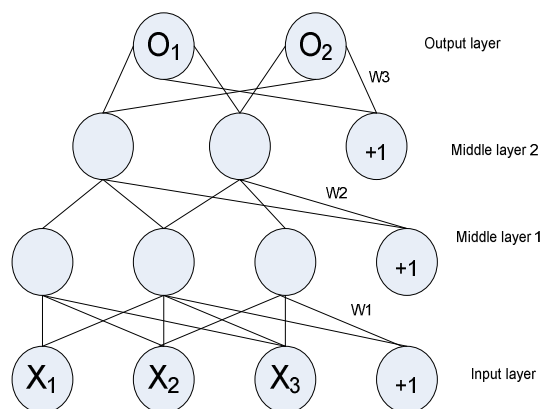 O1 O2 Output layer
W3
+1 Middle layer 2
W2
Middle layer 1
+1
W1
X1 X2 X3 +1 Input layer